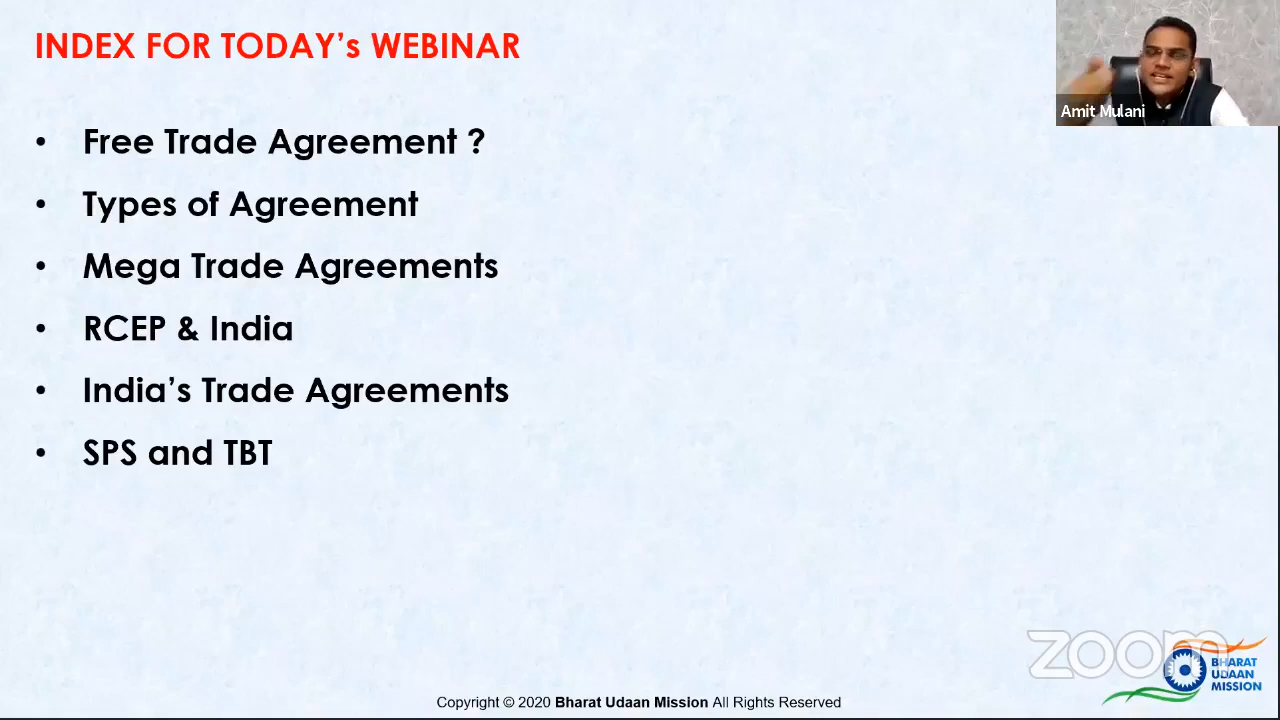 INDEX FOR TODAY’s WEBINAR
Amit Mulani
• Free Trade Agreement ?
• Types of Agreement
• Mega Trade Agreements
• RCEP & India
• India’s Trade Agreements
• SPS and TBT
zoom
BHARAT
UDAAN
MISSION
Copyright © 2020 Bharat Udaan Mission All Rights Reserved